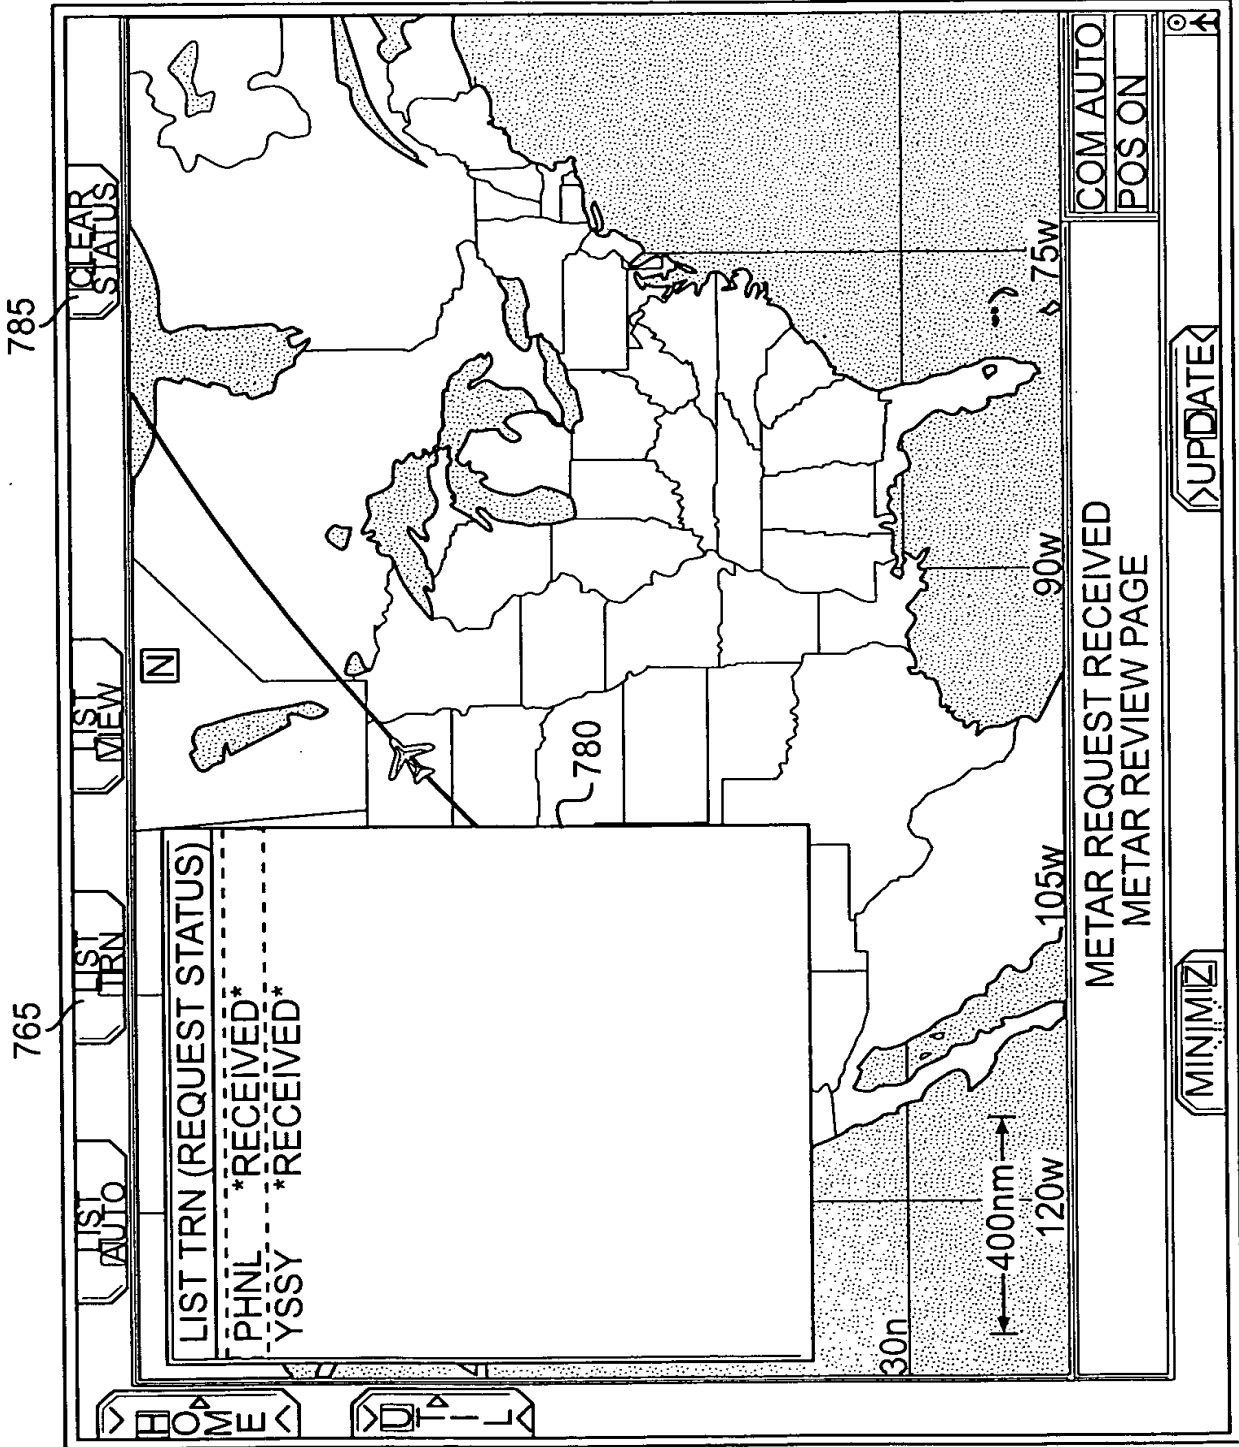 765
785
LIST
AUTO
LIST
TRN
LIST
VIEW
CLEAR
STATUS
HOME
UTIL
LIST TRN (REQUEST STATUS)
PHNL *RECEIVED*
YSSY *RECEIVED*
N
780
30n
400nm
120w
105w
90w
75w
METAR REQUEST RECEIVED
METAR REVIEW PAGE
COM AUTO
POS ON
MINIMIZ
>UPDATE<